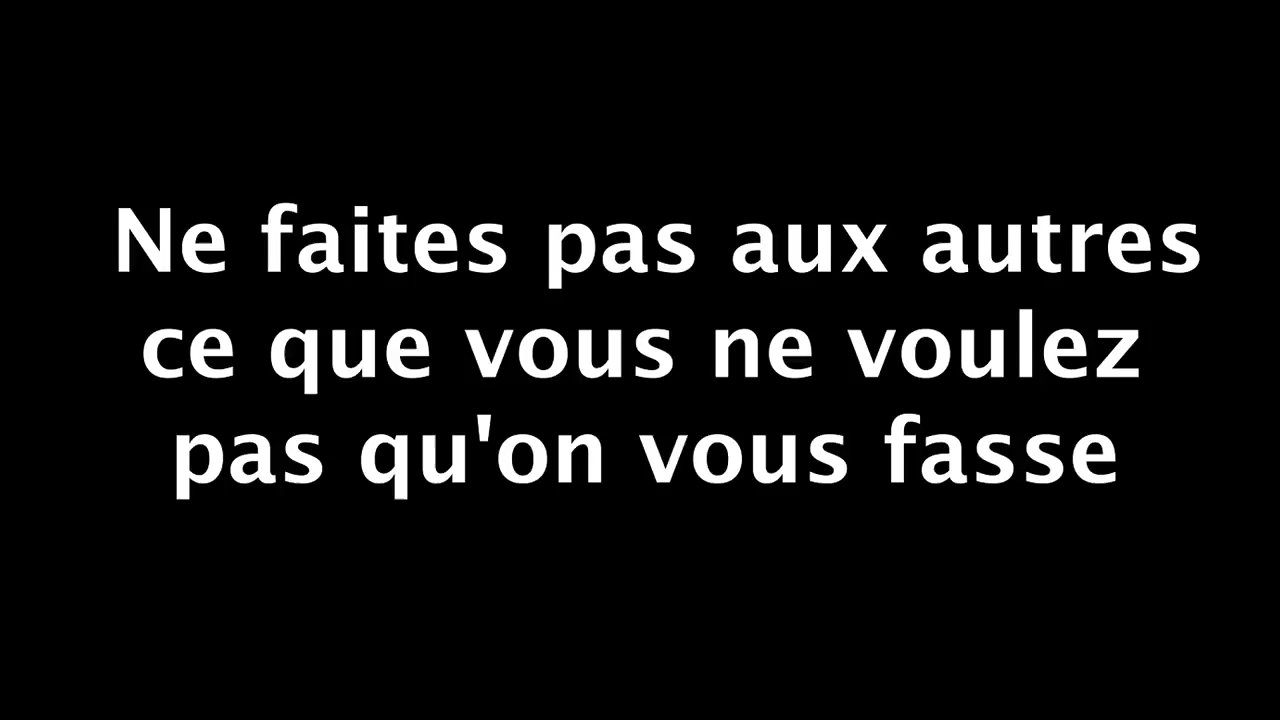 Ne faites pas aux autres
ce que vous ne voulez
pas qu'on vous fasse